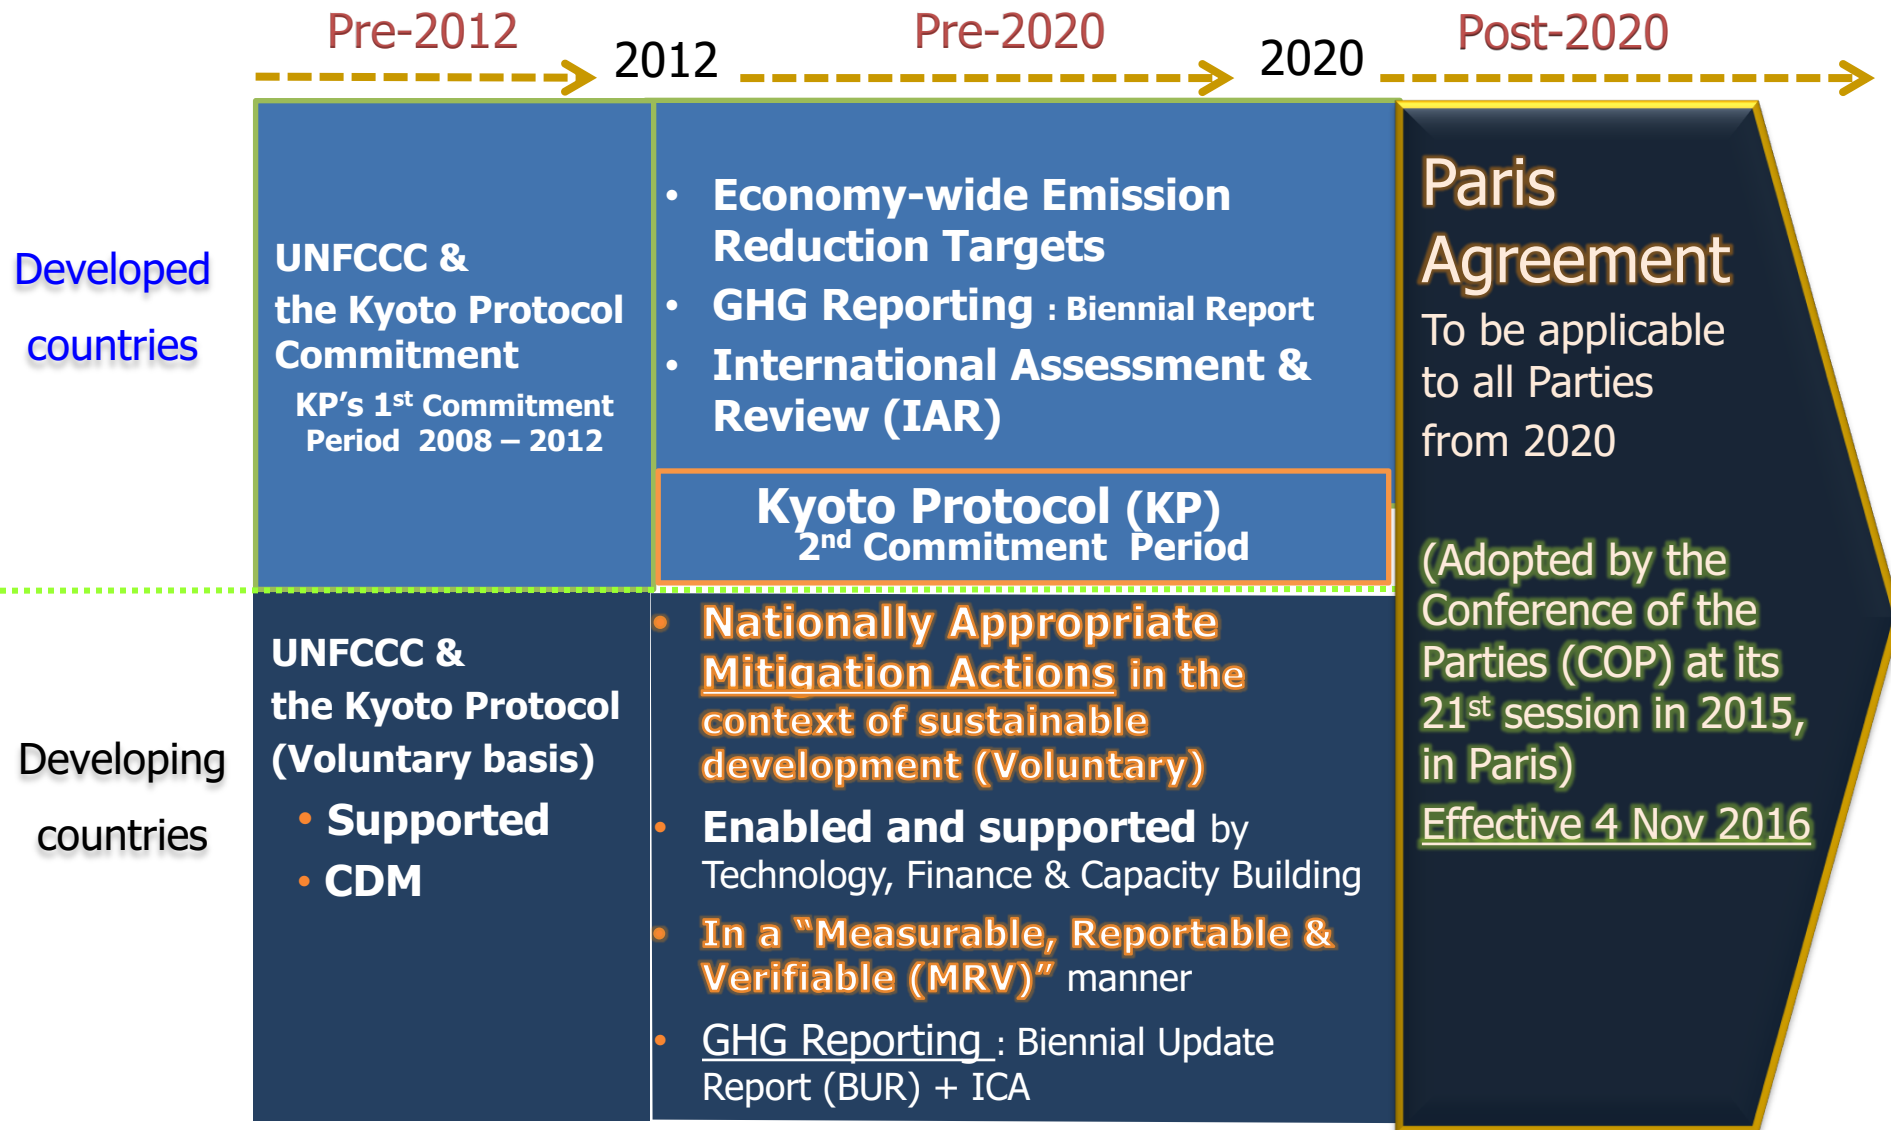 Pre-2012
2012
Pre-2020
2020
Post-2020
Developed
countries
UNFCCC &
the Kyoto Protocol
Commitment
KP’s 1st Commitment
Period 2008 – 2012
• Economy-wide Emission
Reduction Targets
• GHG Reporting : Biennial Report
• International Assessment &
Review (IAR)
Kyoto Protocol (KP)
2nd Commitment Period
Developing
countries
UNFCCC &
the Kyoto Protocol
(Voluntary basis)
• Supported
• CDM
• Nationally Appropriate
Mitigation Actions in the
context of sustainable
development (Voluntary)
• Enabled and supported by
Technology, Finance & Capacity Building
• In a “Measurable, Reportable &
Verifiable (MRV)” manner
• GHG Reporting : Biennial Update
Report (BUR) + ICA
Paris
Agreement
To be applicable
to all Parties
from 2020
(Adopted by the
Conference of the
Parties (COP) at its
21st session in 2015,
in Paris)
Effective 4 Nov 2016